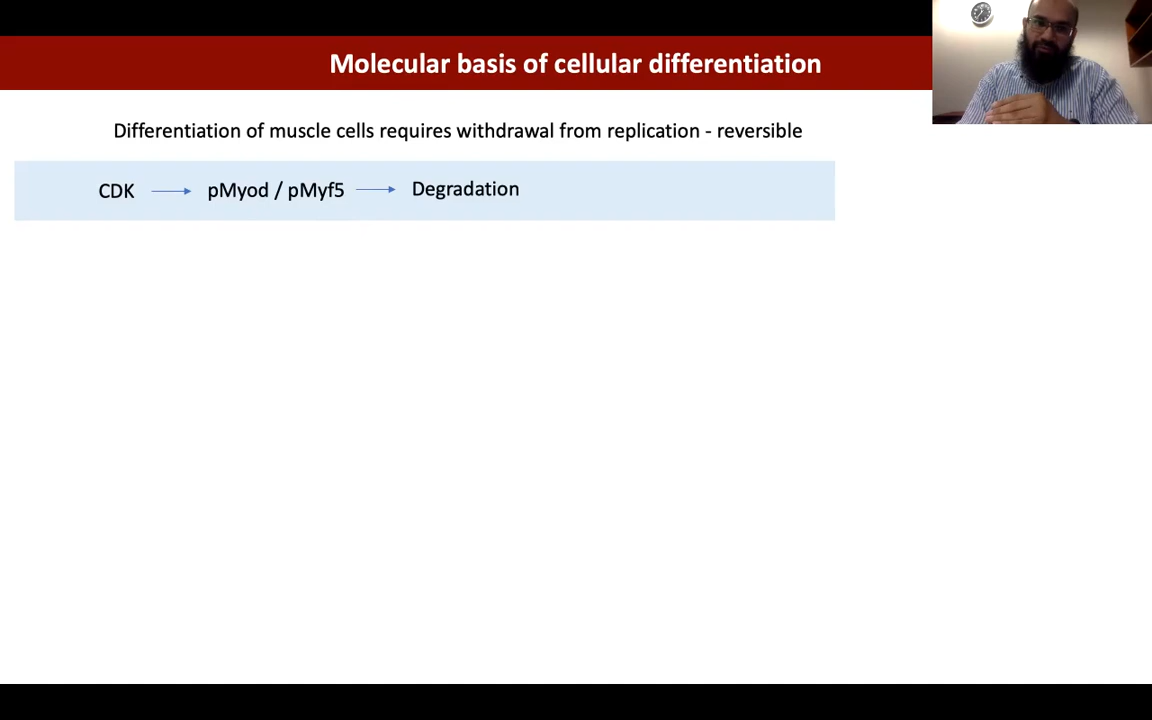 Molecular basis of cellular differentiation
Differentiation of muscle cells requires withdrawal from replication - reversible
CDK → pMyod / pMyf5 → Degradation